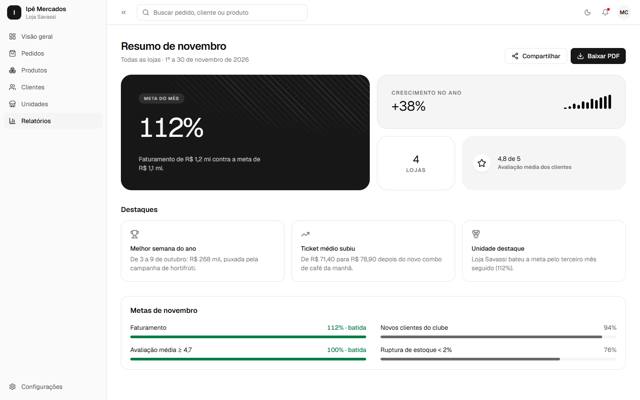 I
Ipê Mercados
Loja Savassi
Buscar pedido, cliente ou produto
MC
Visão geral
Pedidos
Produtos
Clientes
Unidades
Relatórios
Configurações
Resumo de novembro
Todas as lojas · 1º a 30 de novembro de 2026
Compartilhar
Baixar PDF
META DO MÊS
112%
Faturamento de R$ 1,2 mi contra a meta de
R$ 1,1 mi.
CRESCIMENTO NO ANO
+38%
4
LOJAS
4,8 de 5
Avaliação média dos clientes
Destaques
Melhor semana do ano
De 3 a 9 de outubro: R$ 268 mil, puxada pela
campanha de hortifruti.
Ticket médio subiu
De R$ 71,40 para R$ 78,90 depois do novo combo
de café da manhã.
Unidade destaque
Loja Savassi bateu a meta pelo terceiro mês
seguido (112%).
Metas de novembro
Faturamento
112% · batida
Novos clientes do clube
94%
Avaliação média ≥ 4,7
100% · batida
Ruptura de estoque < 2%
76%